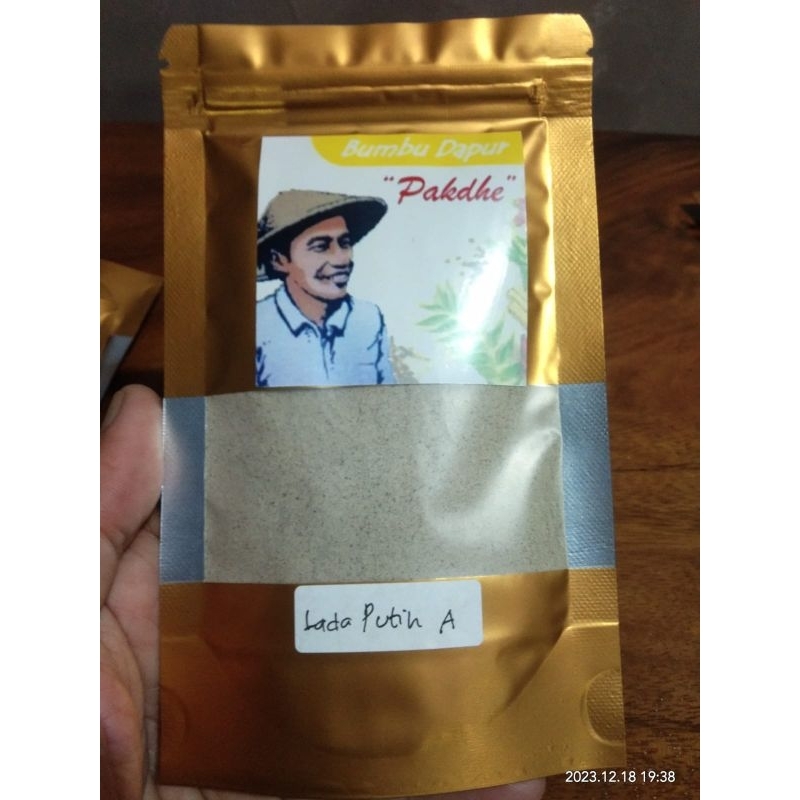 Bumbu Dapur
"Pakdhe"
Lada Putih A
2023.12.18 19:38